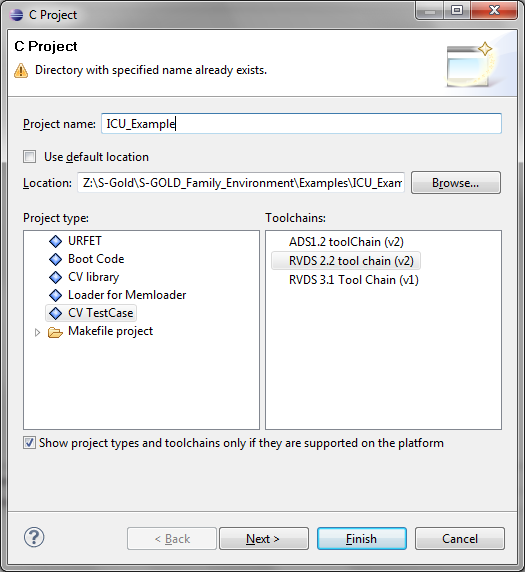 C Project
C Project
Directory with specified name already exists.
Project name: ICU_Example
Use default location
Location: Z:\S-Gold\S-GOLD_Family_Environment\Examples\ICU_Exam Browse...
Project type: Toolchains:
URFET ADS1.2 toolChain (v2)
Boot Code RVDS 2.2 tool chain (v2)
CV library RVDS 3.1 Tool Chain (v1)
Loader for Memloader
CV TestCase
Makefile project
Show project types and toolchains only if they are supported on the platform
? < Back Next > Finish Cancel